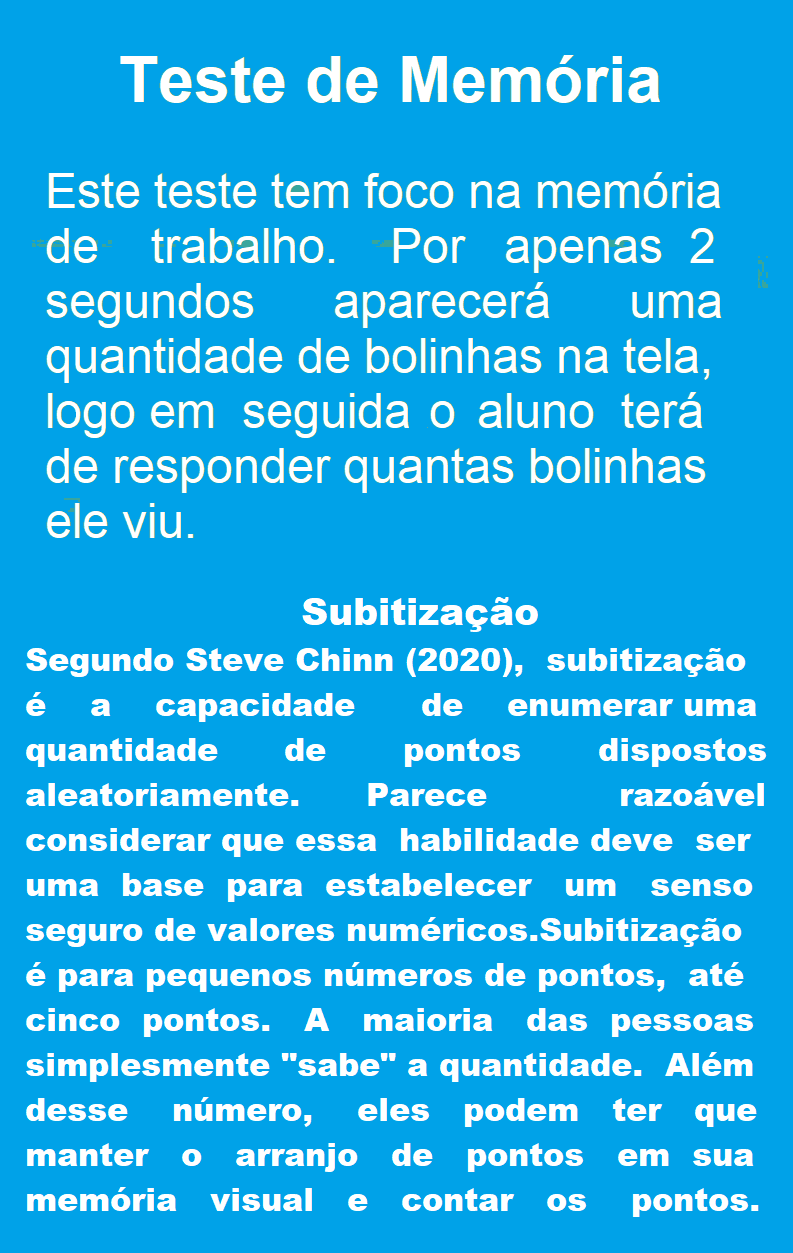 Teste de Memória
Este teste tem foco na memória
de trabalho. Por apenas 2
segundos aparecerá uma
quantidade de bolinhas na tela,
logo em seguida o aluno terá
de responder quantas bolinhas
ele viu.
Subitização
Segundo Steve Chinn (2020), subitização
é a capacidade de enumerar uma
quantidade de pontos dispostos
aleatoriamente. Parece razoável
considerar que essa habilidade deve ser
uma base para estabelecer um senso
seguro de valores numéricos.Subitização
é para pequenos números de pontos, até
cinco pontos. A maioria das pessoas
simplesmente "sabe" a quantidade. Além
desse número, eles podem ter que
manter o arranjo de pontos em sua
memória visual e contar os pontos.